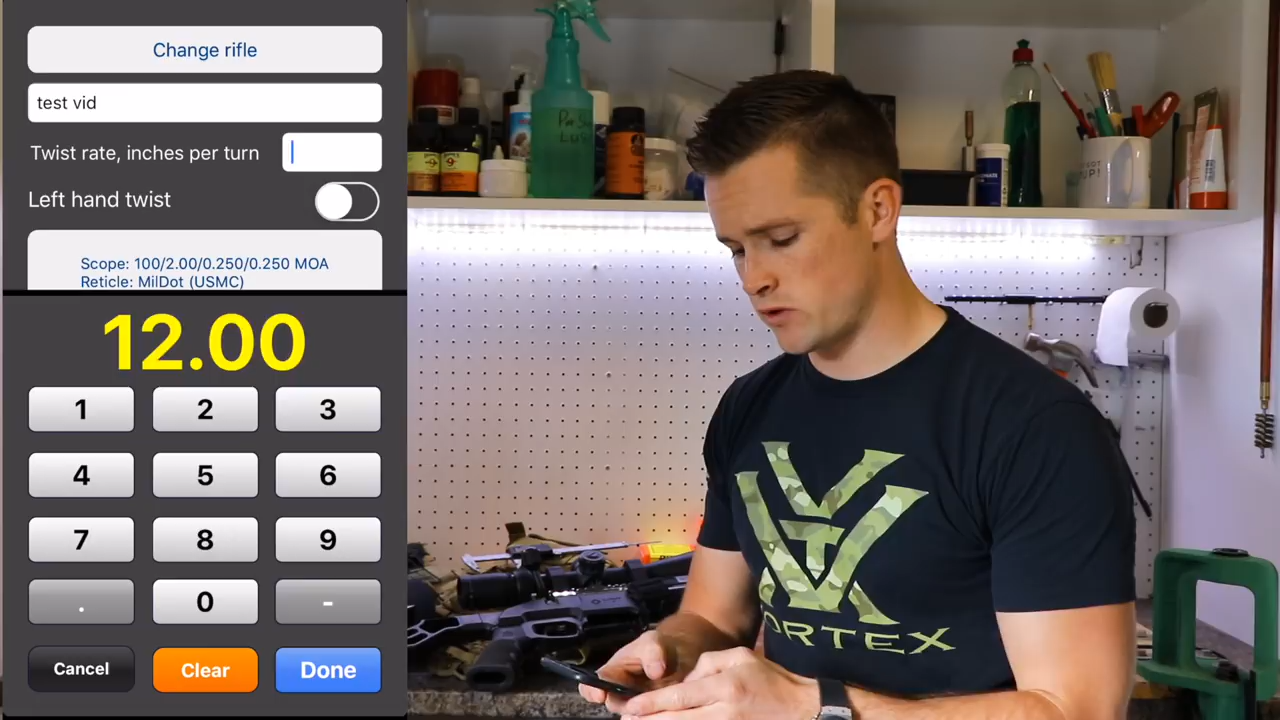 Change rifle
test vid
Twist rate, inches per turn
Left hand twist
Scope: 100/2.00/0.250/0.250 MOA
Reticle: MilDot (USMC)
12.00
1 2 3
4 5 6
7 8 9
. 0 -
Cancel Clear Done
VORTEX